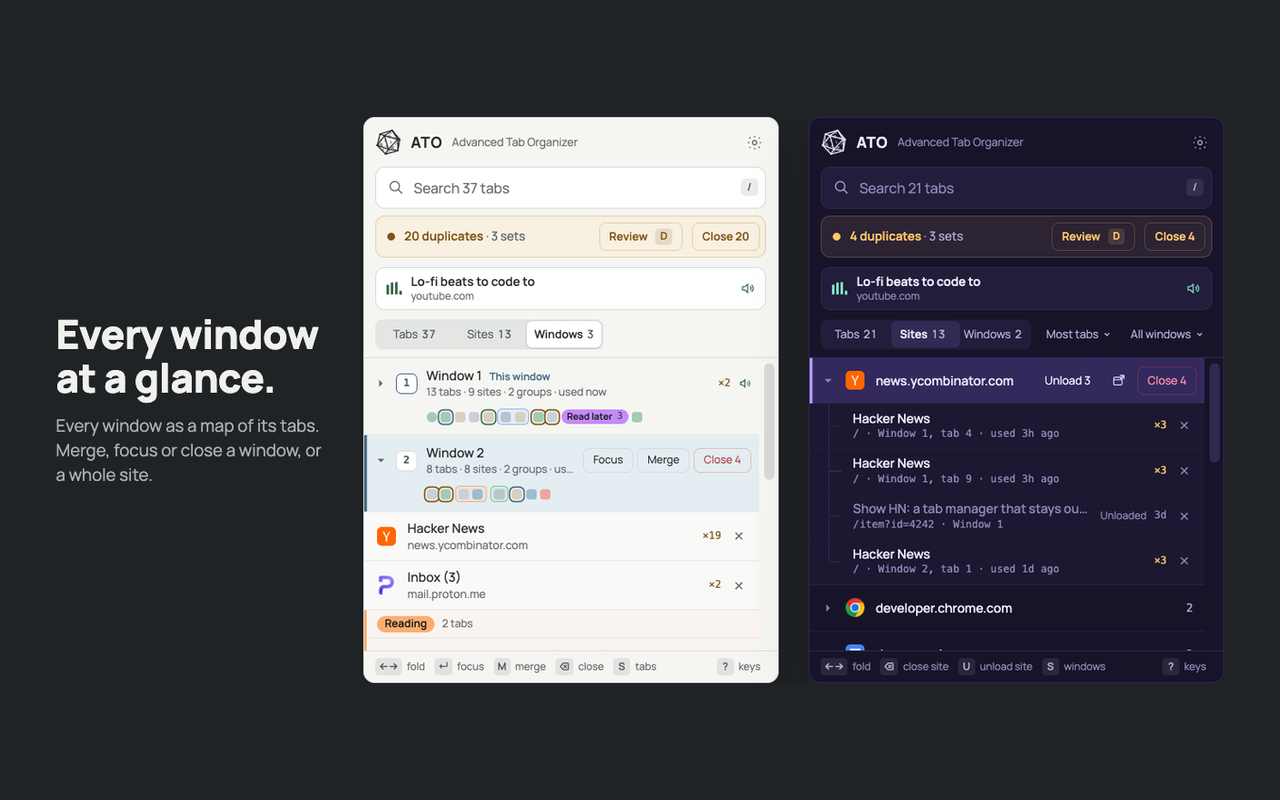 Every window
at a glance.
Every window as a map of its tabs.
Merge, focus or close a window, or
a whole site.
ATO Advanced Tab Organizer
Search 37 tabs /
20 duplicates · 3 sets Review D Close 20
Lo-fi beats to code to
youtube.com
Tabs 37 Sites 13 Windows 3
1 Window 1 This window ×2
13 tabs · 9 sites · 2 groups · used now
Read later 3
2 Window 2 Focus Merge Close 4
8 tabs · 8 sites · 2 groups · us…
Hacker News ×19
news.ycombinator.com
Inbox (3) ×2
mail.proton.me
Reading 2 tabs
←→ fold ↵ focus M merge ⌫ close S tabs ? keys
ATO Advanced Tab Organizer
Search 21 tabs /
4 duplicates · 3 sets Review D Close 4
Lo-fi beats to code to
youtube.com
Tabs 21 Sites 13 Windows 2 Most tabs All windows
Y news.ycombinator.com Unload 3 Close 4
Hacker News ×3
/ · Window 1, tab 4 · used 3h ago
Hacker News ×3
/ · Window 1, tab 9 · used 3h ago
Show HN: a tab manager that stays ou… Unloaded 3d
/item?id=4242 · Window 1
Hacker News ×3
/ · Window 2, tab 1 · used 1d ago
developer.chrome.com 2
←→ fold ⌫ close site U unload site S windows ? keys